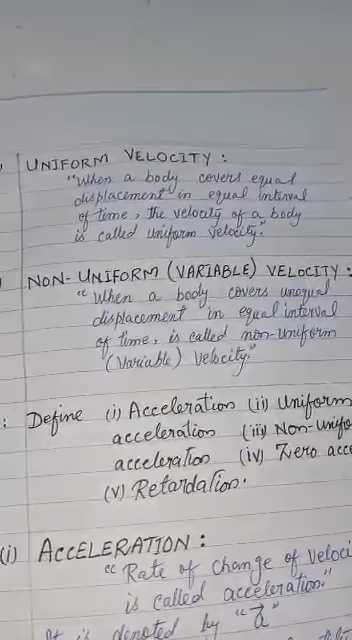 UNIFORM VELOCITY :
"When a body covers equal
displacement in equal interval
of time, the velocity of a body
is called uniform velocity."
NON-UNIFORM (VARIABLE) VELOCITY :
"When a body covers unequal
displacement in equal interval
of time, is called non-uniform
(Variable) velocity."
: Define (i) Acceleration (ii) Uniform
acceleration (iii) Non-unifo
acceleration (iv) Zero acce
(v) Retardation.
(i) ACCELERATION :
"Rate of change of veloci
is called acceleration."
It is denoted by "a⃗"